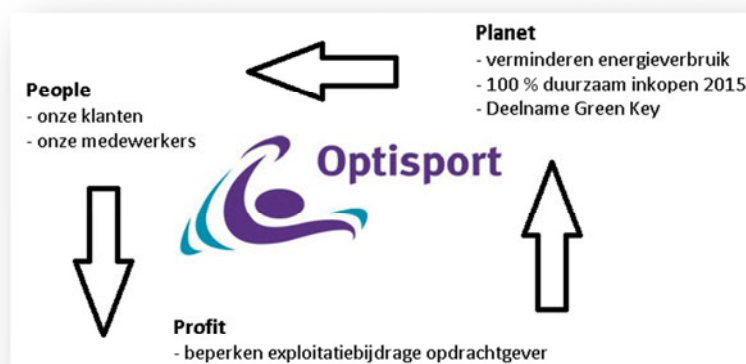 Planet
- verminderen energieverbruik
- 100 % duurzaam inkopen 2015
- Deelname Green Key
People
- onze klanten
- onze medewerkers
Optisport
Profit
- beperken exploitatiebijdrage opdrachtgever